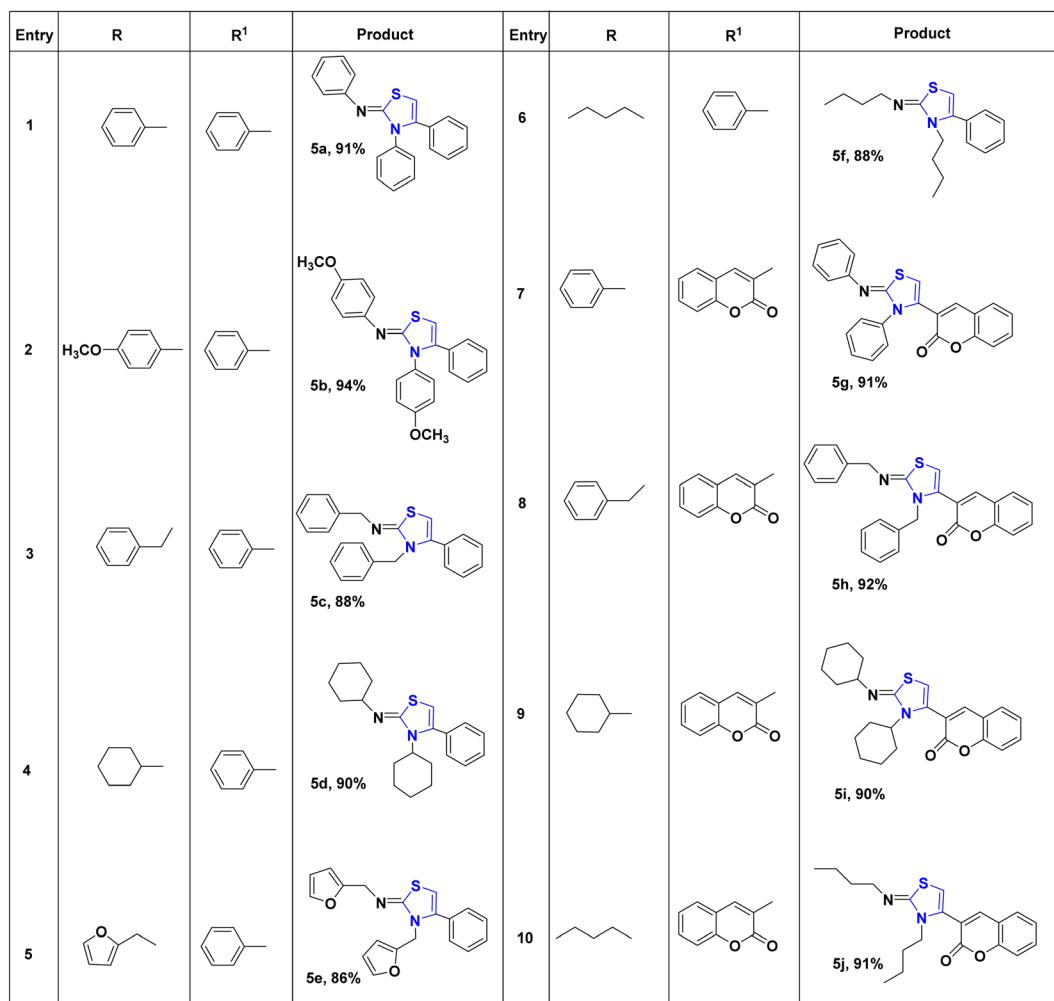 Entry R R¹ Product Entry R R¹ Product
1
N
S
N
5a, 91%
6
N
S
N
5f, 88%
2
H₃CO
H₃CO
N
S
N
OCH₃
5b, 94%
7
O O
N
S
N
O O
5g, 91%
3
N
S
N
5c, 88%
8
O O
N
S
N
O O
5h, 92%
4
N
S
N
5d, 90%
9
O O
N
S
N
O O
5i, 90%
5
O
O
N
S
N
O
5e, 86%
10
O O
N
S
N
O O
5j, 91%